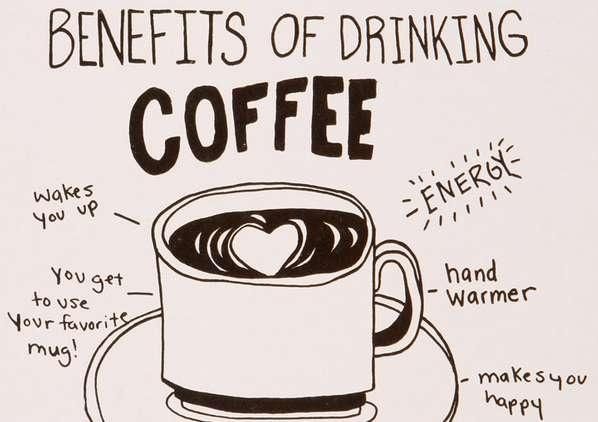 BENEFITS OF DRINKING
COFFEE
wakes
you up
ENERGY
You get
to use
Your favorite
mug!
hand
warmer
makes you
happy